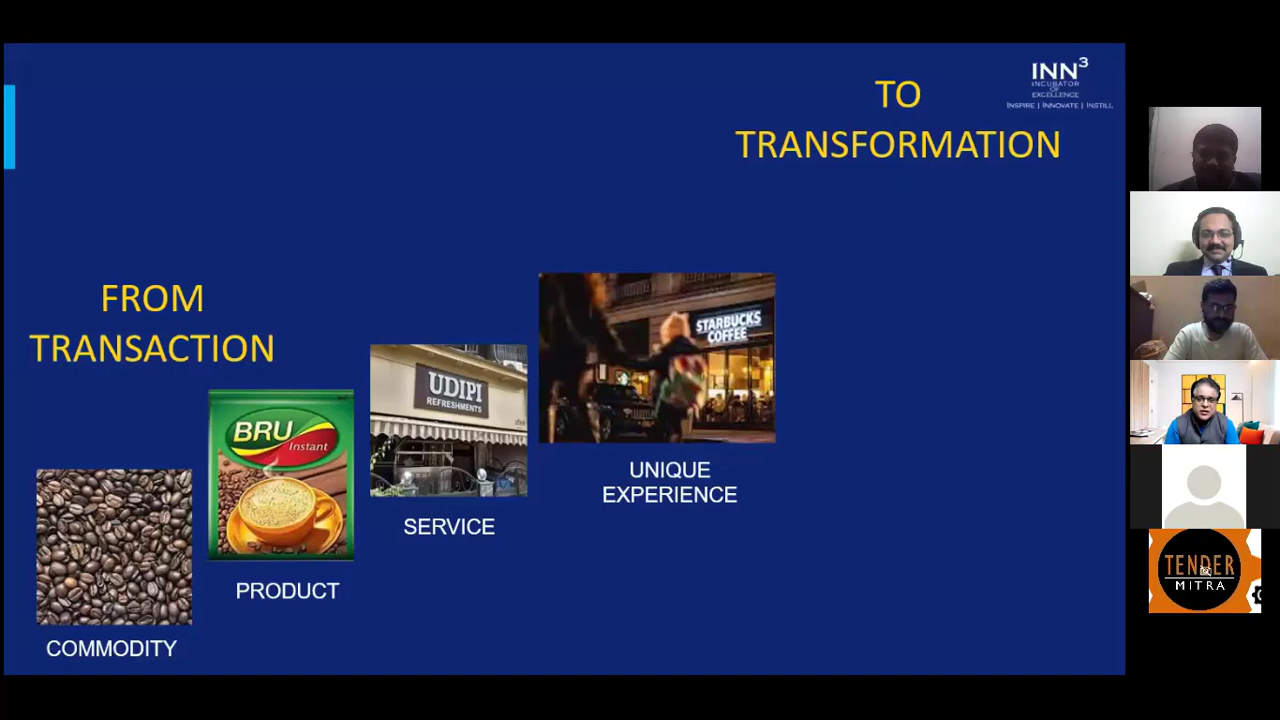 INN³
INCUBATOR
OF
EXCELLENCE
INSPIRE | INNOVATE | INSTILL
TO
TRANSFORMATION
FROM
TRANSACTION
BRU
Instant
UDIPI
REFRESHMENTS
STARBUCKS
COFFEE
UNIQUE
EXPERIENCE
SERVICE
PRODUCT
COMMODITY
TENDER
MITRA